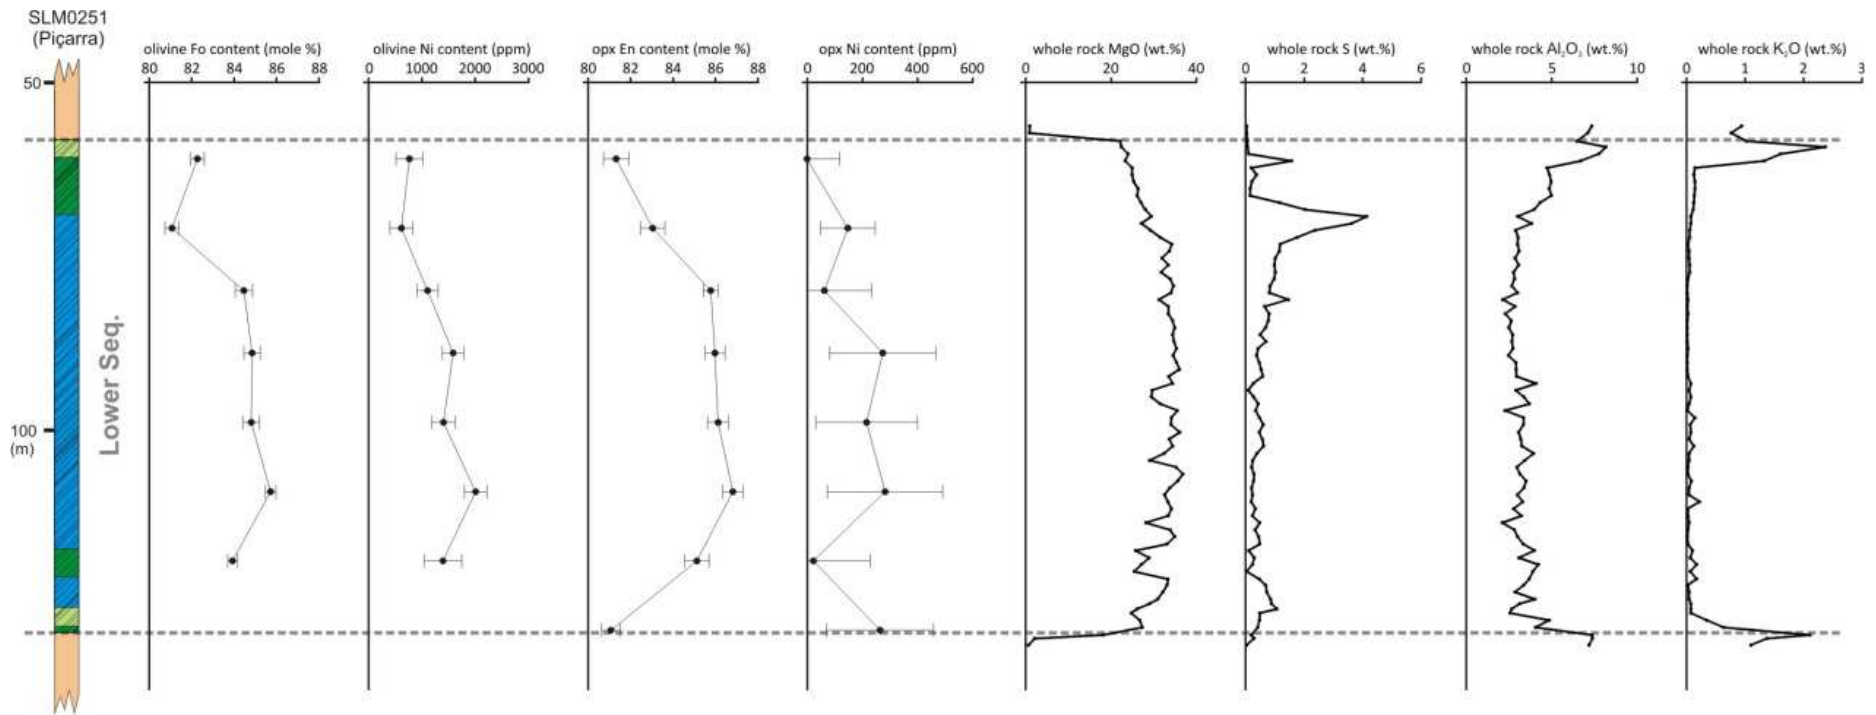 SLM0251
(Piçarra)
olivine Fo content (mole %)
olivine Ni content (ppm)
opx En content (mole %)
opx Ni content (ppm)
whole rock MgO (wt.%)
whole rock S (wt.%)
whole rock Al₂O₃ (wt.%)
whole rock K₂O (wt.%)
80 82 84 86 88
0 1000 2000 3000
80 82 84 86 88
0 200 400 600
0 20 40
0 2 4 6
0 5 10
0 1 2 3
50
Lower Seq.
100
(m)